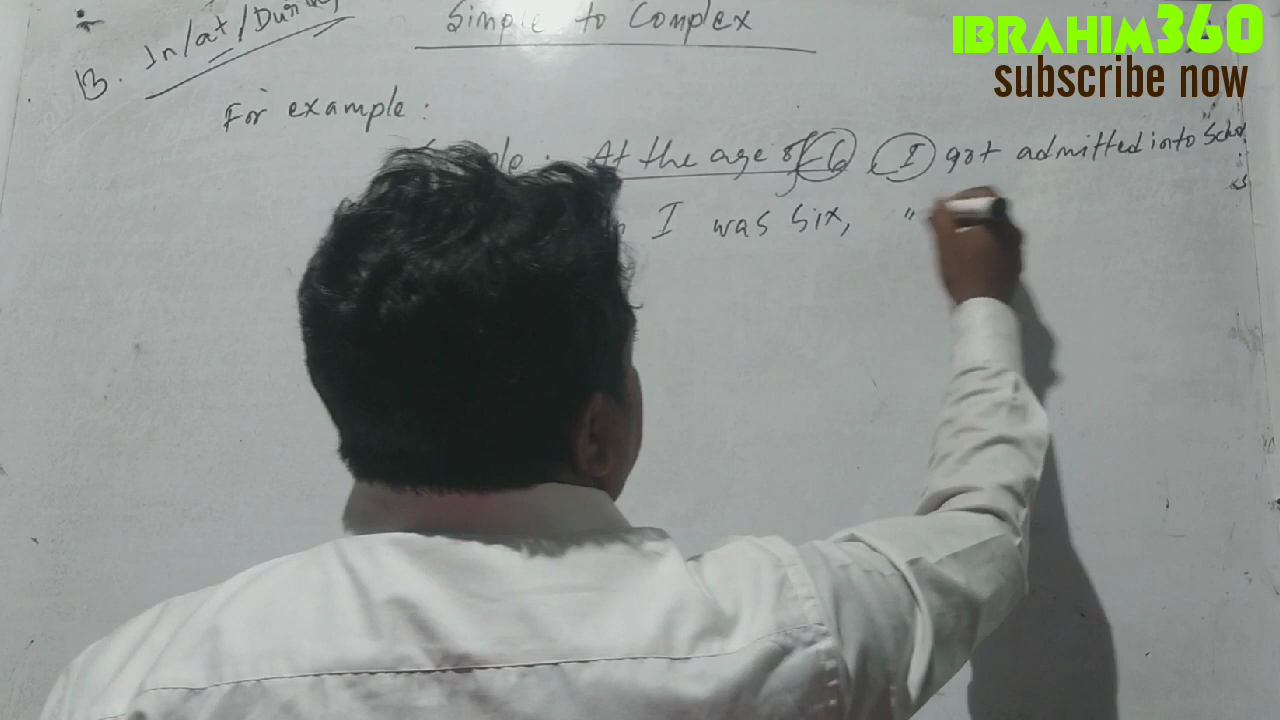 Simple to Complex
IBRAHIM360
subscribe now
B. In/at/During
For example:
At the age of 6 I got admitted into School
I was six, "